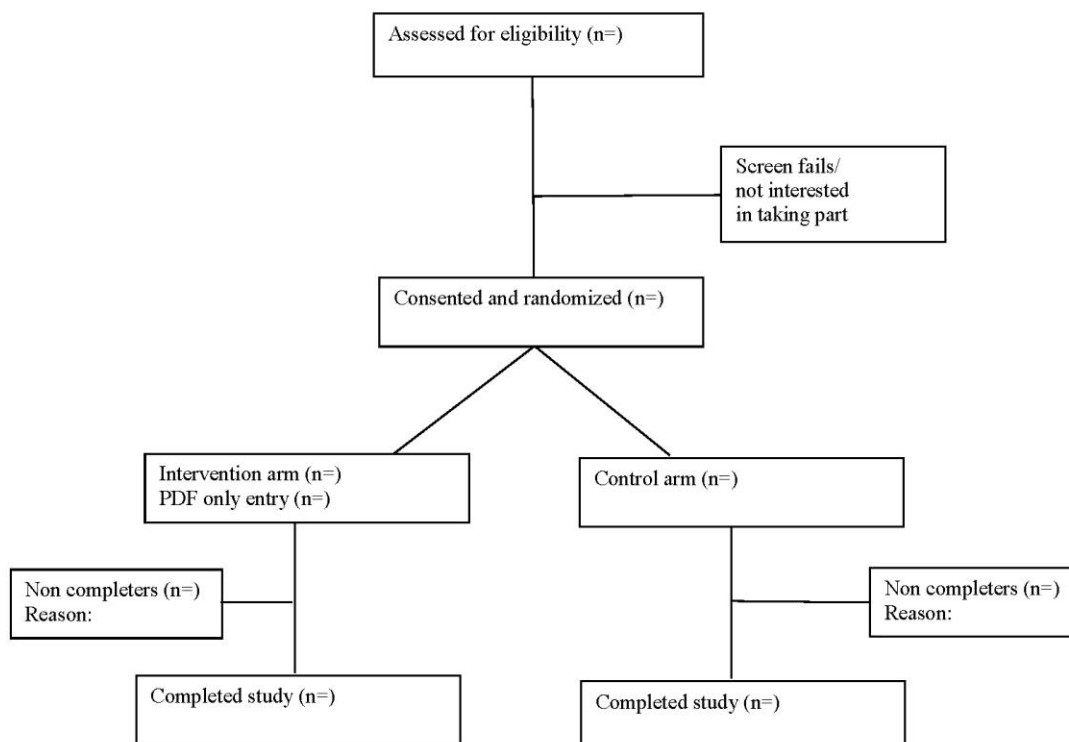 Assessed for eligibility (n=)
Screen fails/
not interested
in taking part
Consented and randomized (n=)
Intervention arm (n=)
PDF only entry (n=)
Control arm (n=)
Non completers (n=)
Reason:
Non completers (n=)
Reason:
Completed study (n=)
Completed study (n=)